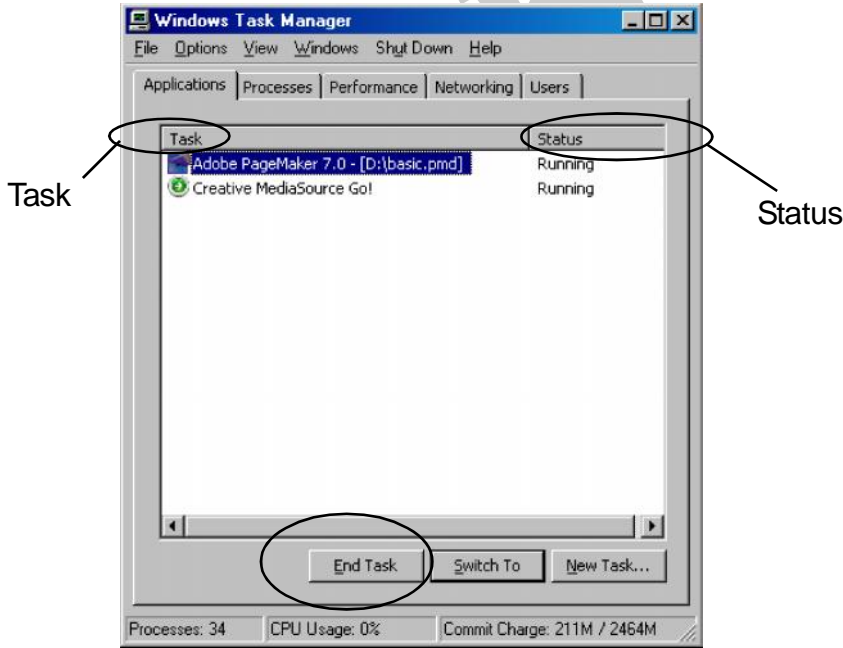 Windows Task Manager
File Options View Windows Shut Down Help
Applications Processes Performance Networking Users
Task Status
Adobe PageMaker 7.0 - [D:\basic.pmd] Running
Creative MediaSource Go! Running
Task
Status
End Task Switch To New Task...
Processes: 34 CPU Usage: 0% Commit Charge: 211M / 2464M